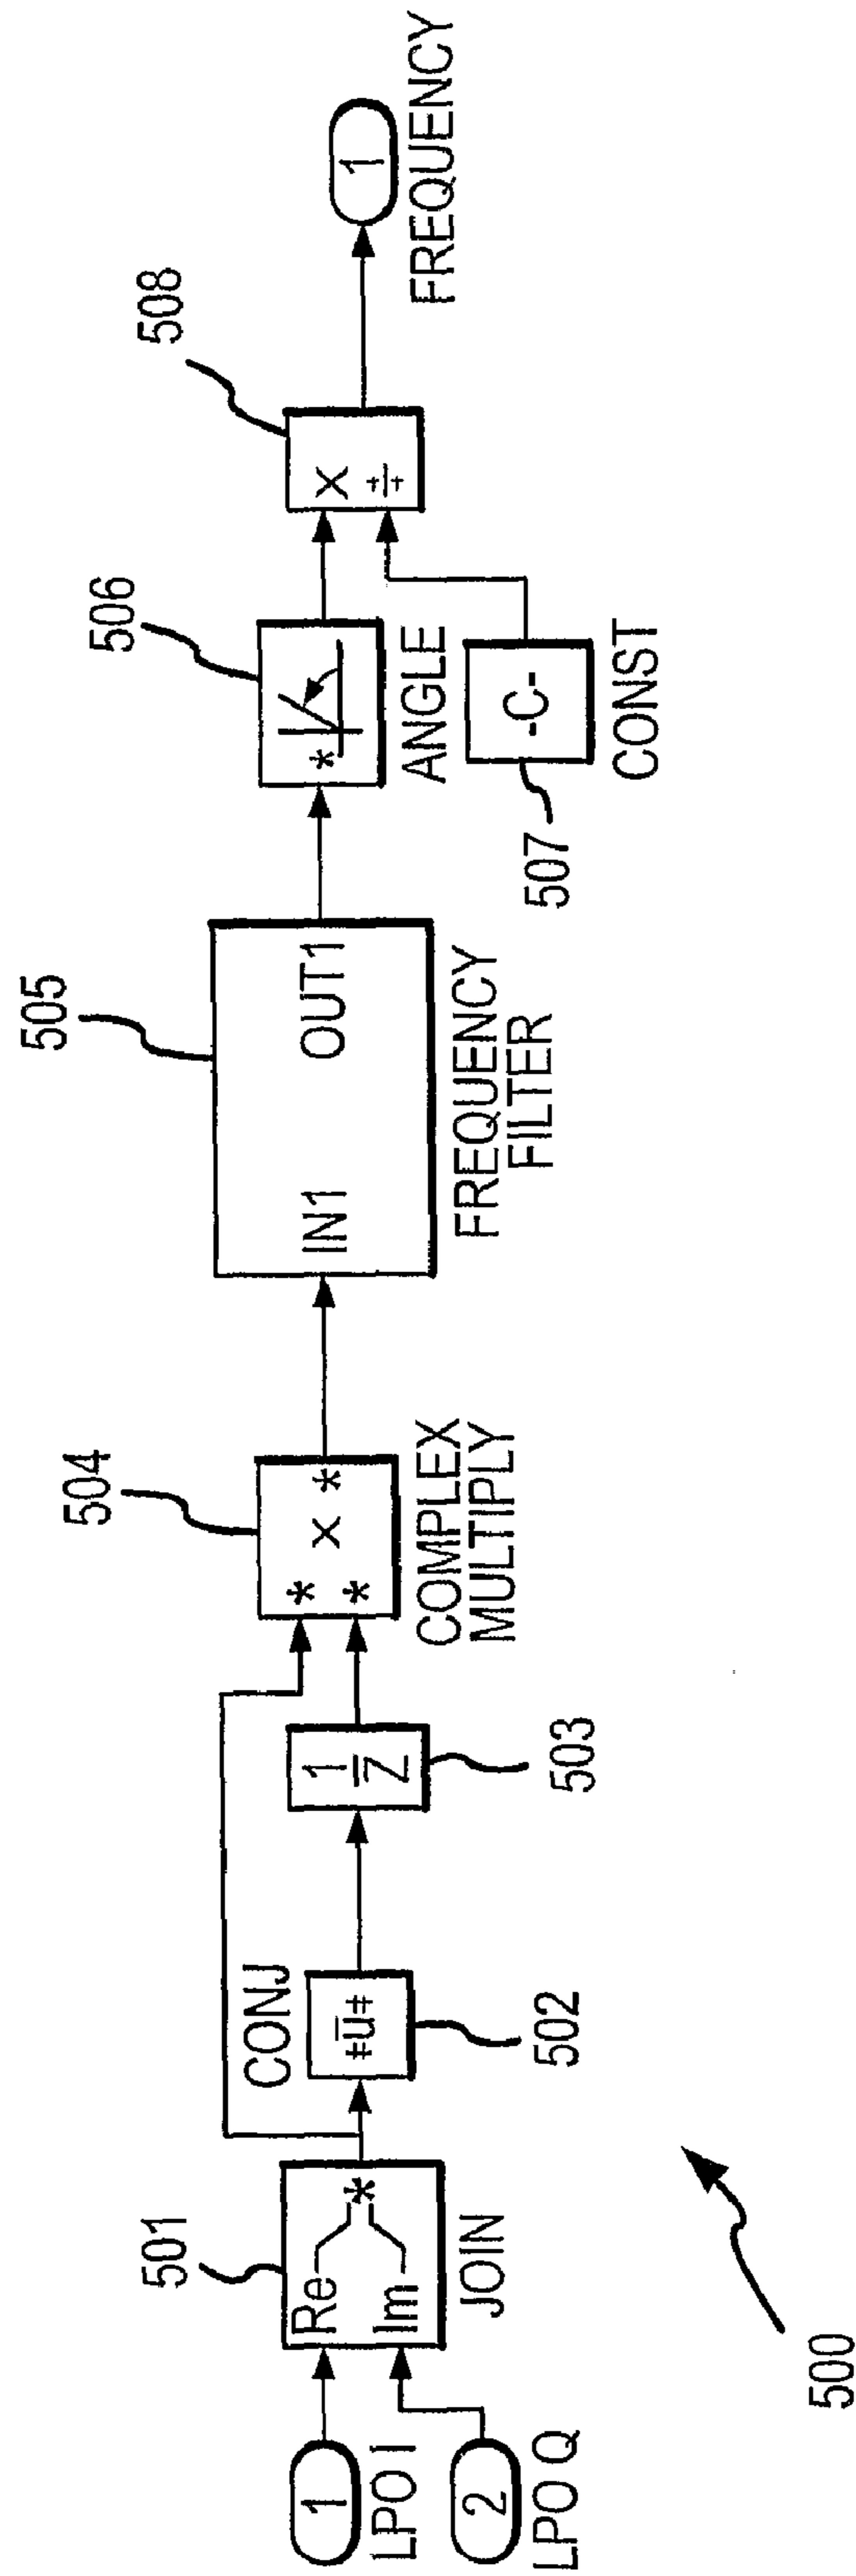 1
LPO I
2
LPO Q
501
Re
Im
*
JOIN
CONJ
ū
502
1
Z
503
504
*
*
x
*
COMPLEX
MULTIPLY
505
IN1
OUT1
FREQUENCY
FILTER
506
*
ANGLE
507
-C-
CONST
508
X
÷
1
FREQUENCY
500